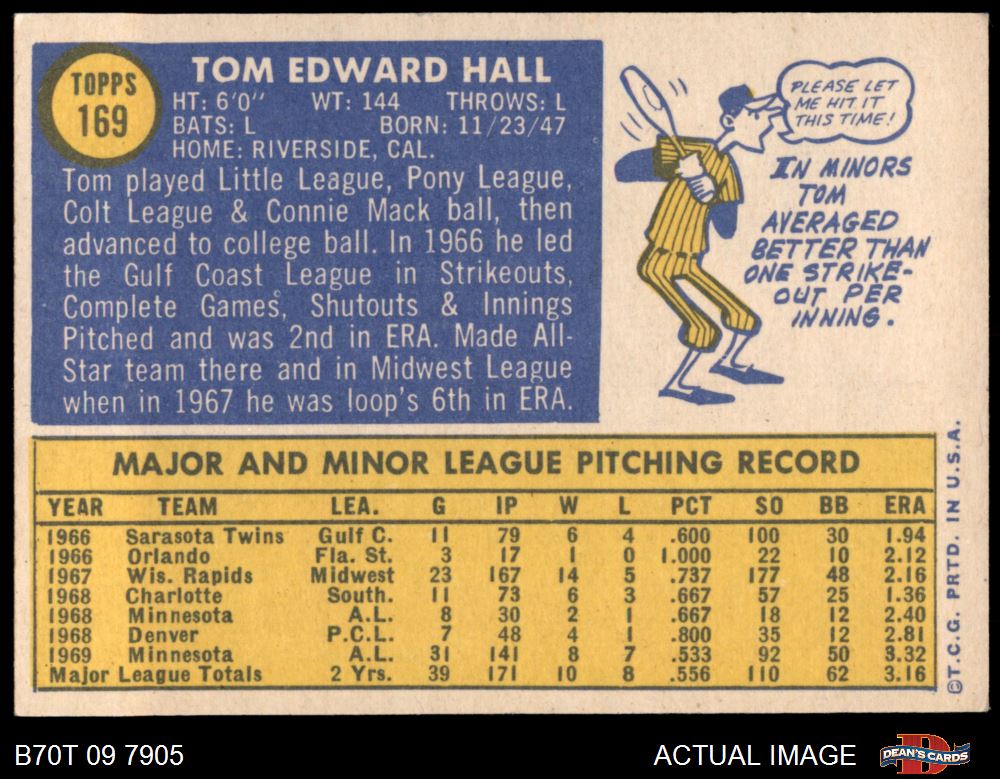 TOPPS
169
TOM EDWARD HALL
HT: 6'0" WT: 144 THROWS: L
BATS: L BORN: 11/23/47
HOME: RIVERSIDE, CAL.
Tom played Little League, Pony League,
Colt League & Connie Mack ball, then
advanced to college ball. In 1966 he led
the Gulf Coast League in Strikeouts,
Complete Games, Shutouts & Innings
Pitched and was 2nd in ERA. Made All-
Star team there and in Midwest League
when in 1967 he was loop's 6th in ERA.
PLEASE LET
ME HIT IT
THIS TIME!
IN MINORS
TOM
AVERAGED
BETTER THAN
ONE STRIKE-
OUT PER
INNING.
MAJOR AND MINOR LEAGUE PITCHING RECORD
YEAR TEAM LEA. G IP W L PCT SO BB ERA
1966 Sarasota Twins Gulf C. 11 79 6 4 .600 100 30 1.94
1966 Orlando Fla. St. 3 17 1 0 1.000 22 10 2.12
1967 Wis. Rapids Midwest 23 167 14 5 .737 177 48 2.16
1968 Charlotte South. 11 73 6 3 .667 57 25 1.36
1968 Minnesota A.L. 8 30 2 1 .667 18 12 2.40
1968 Denver P.C.L. 7 48 4 1 .800 35 12 2.81
1969 Minnesota A.L. 31 141 8 7 .533 92 50 3.32
Major League Totals 2 Yrs. 39 171 10 8 .556 110 62 3.16
©T.C.G. PRTD. IN U.S.A.
B70T 09 7905
ACTUAL IMAGE
DEAN'S CARDS